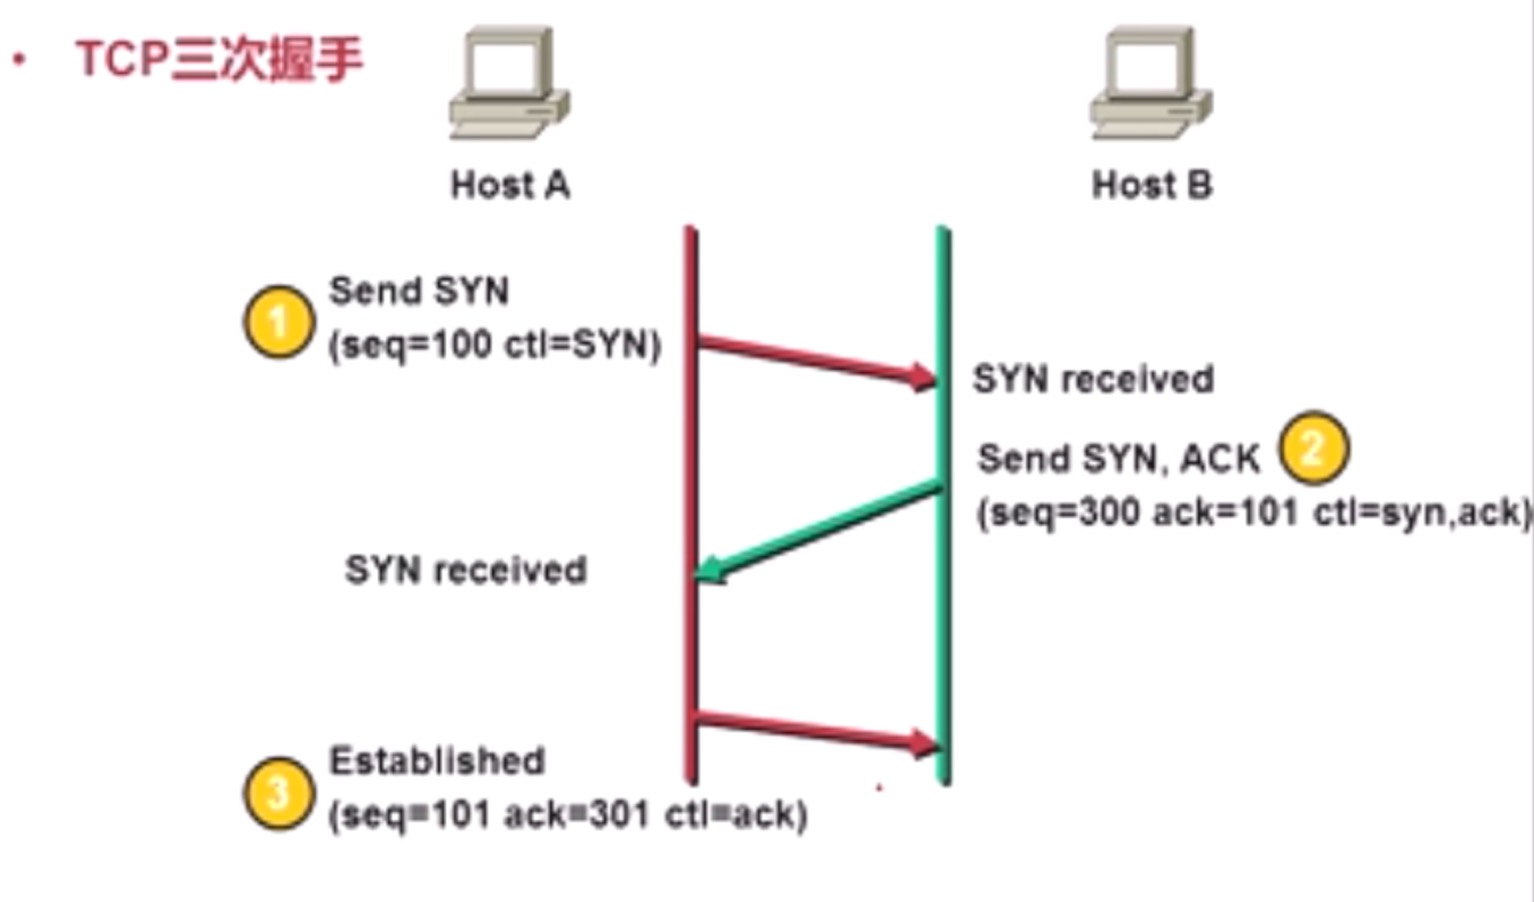 • TCP三次握手
Host A
Host B
1
Send SYN
(seq=100 ctl=SYN)
SYN received
Send SYN, ACK
2
(seq=300 ack=101 ctl=syn,ack)
SYN received
3
Established
(seq=101 ack=301 ctl=ack)